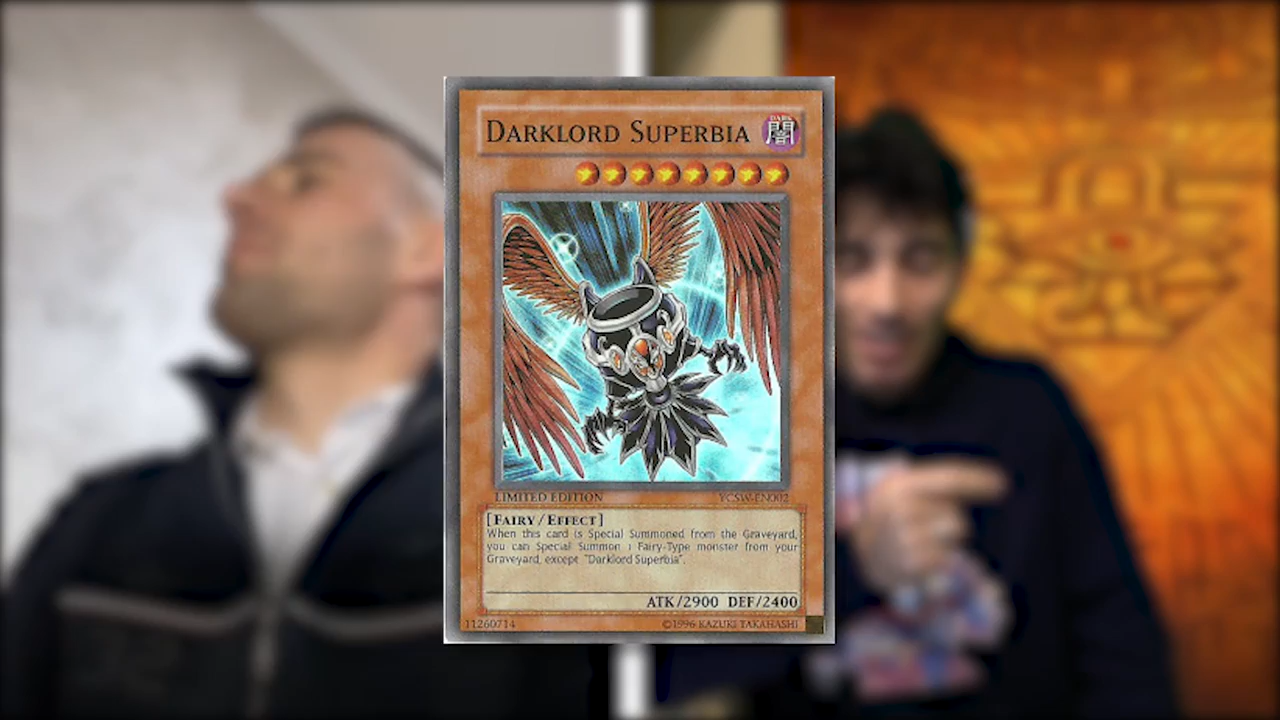 DARKLORD SUPERBIA
DARK
闇
LIMITED EDITION
YCSW-EN002
[FAIRY/EFFECT]
When this card is Special Summoned from the Graveyard,
you can Special Summon 1 Fairy-Type monster from your
Graveyard, except "Darklord Superbia".
ATK/2900 DEF/2400
11260714
©1996 KAZUKI TAKAHASHI